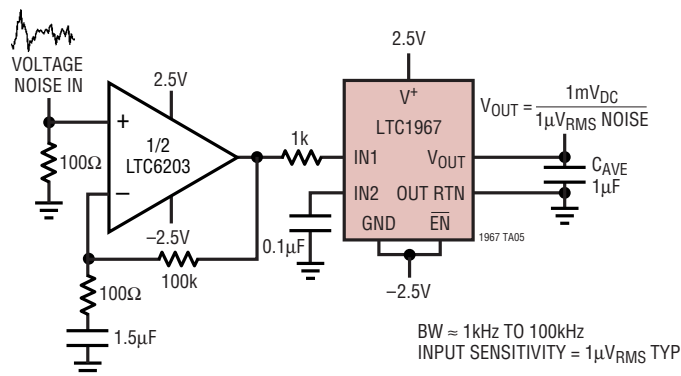 VOLTAGE
NOISE IN
100Ω
+
−
2.5V
1/2
LTC6203
−2.5V
100k
100Ω
1.5µF
1k
0.1µF
2.5V
V+
LTC1967
IN1
VOUT
IN2
OUT RTN
GND
EN
−2.5V
1967 TA05
VOUT = 1mVDC
1µVRMS NOISE
CAVE
1µF
BW ≈ 1kHz TO 100kHz
INPUT SENSITIVITY = 1µVRMS TYP